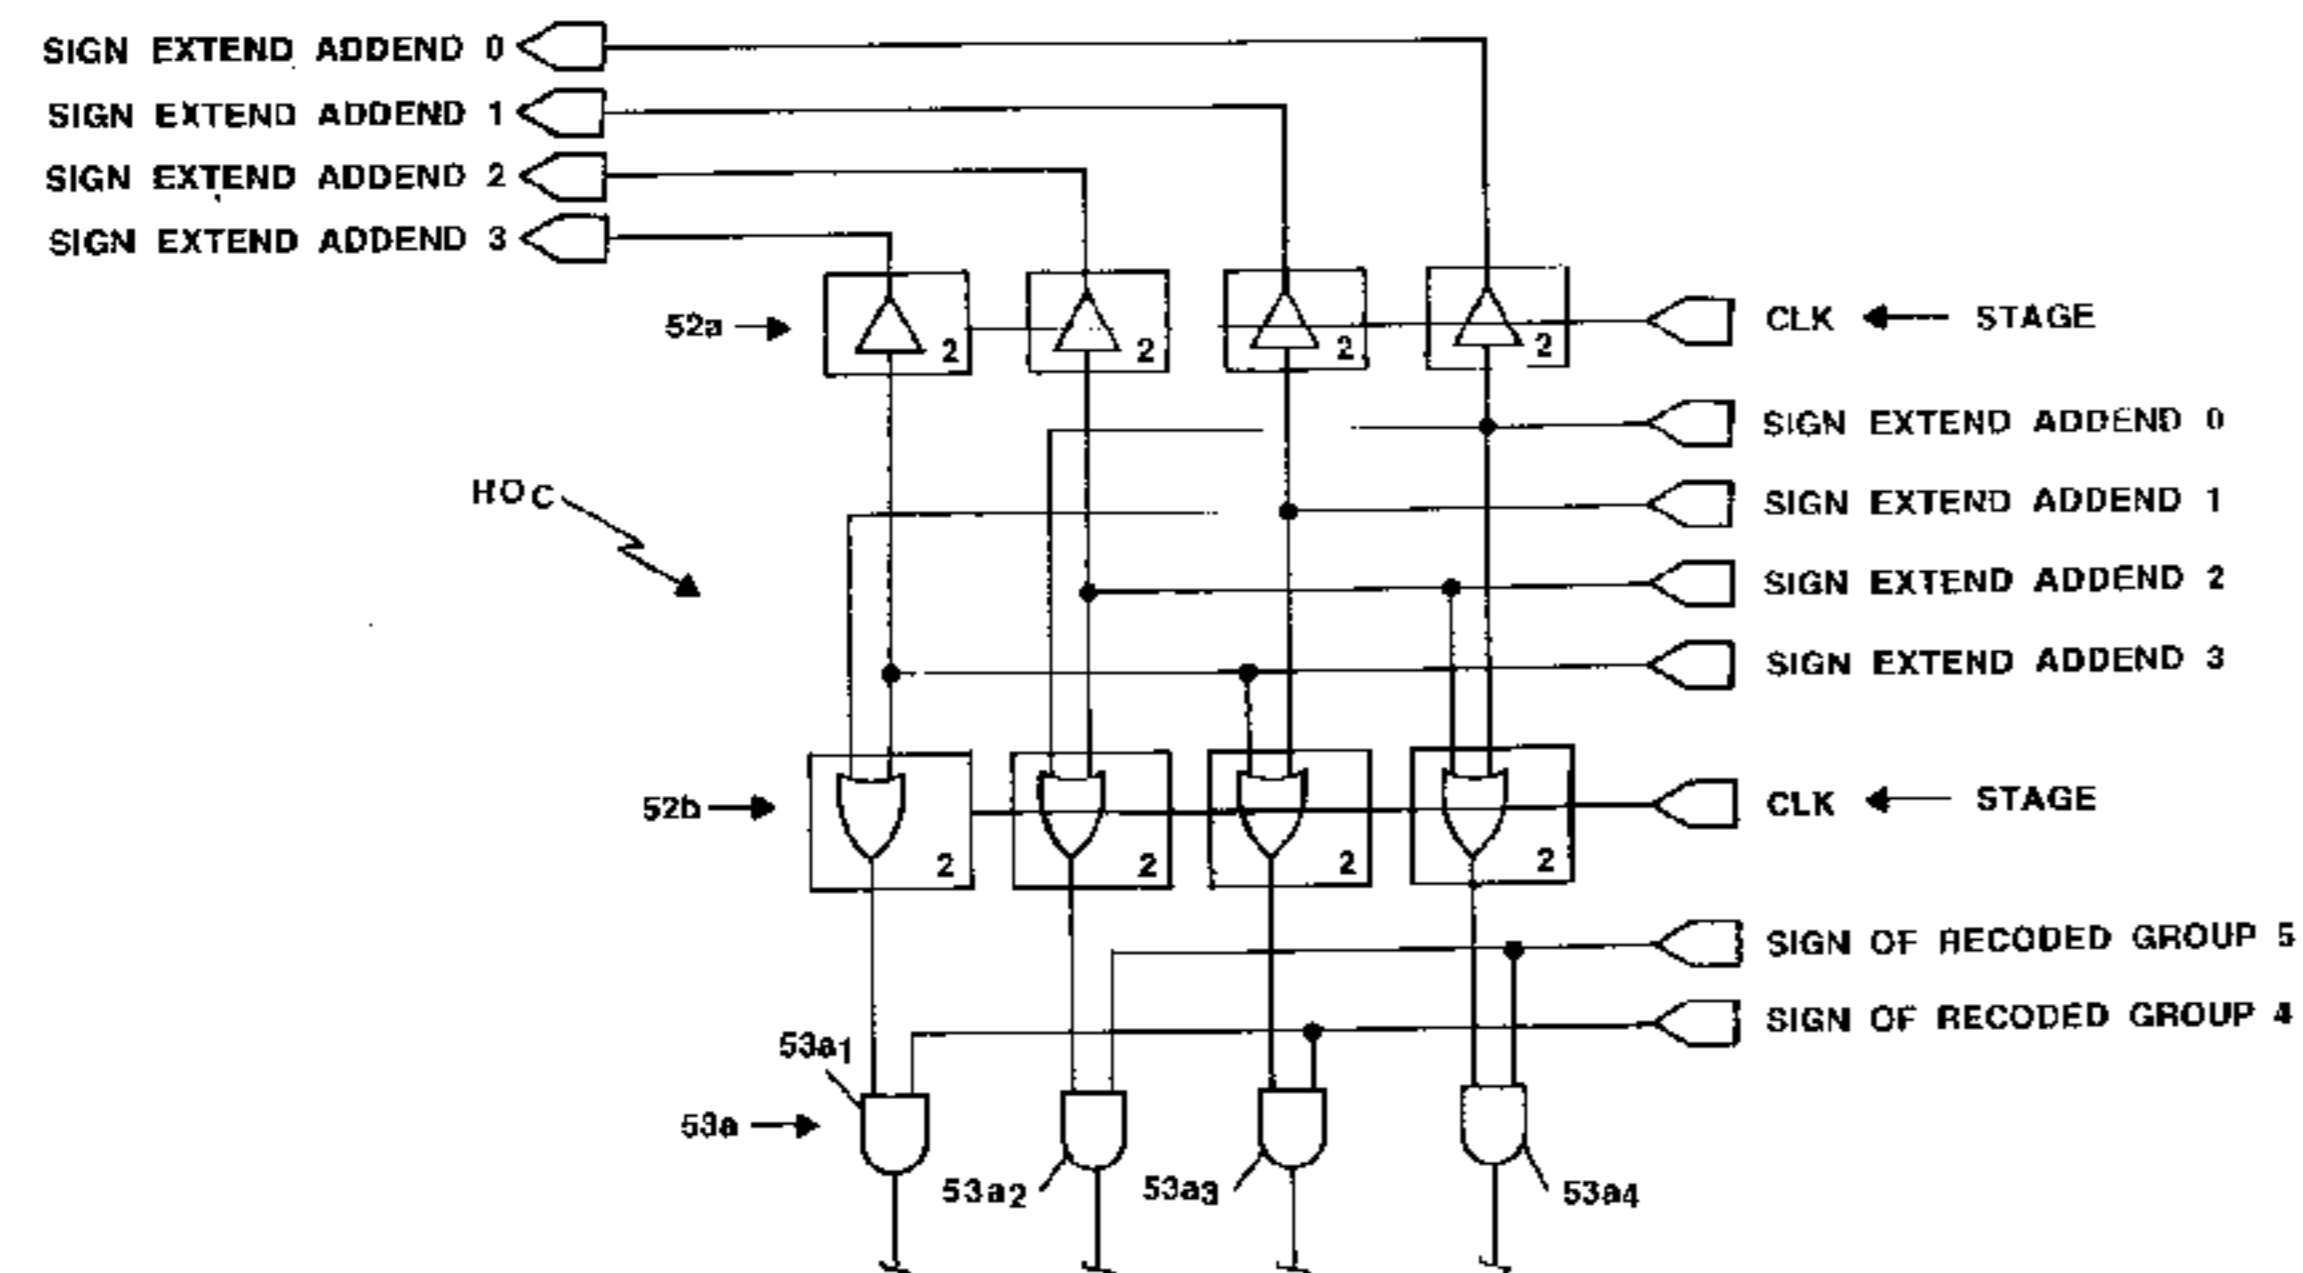 SIGN EXTEND ADDEND 0
SIGN EXTEND ADDEND 1
SIGN EXTEND ADDEND 2
SIGN EXTEND ADDEND 3
52a
2
2
2
2
CLK
STAGE
SIGN EXTEND ADDEND 0
HOC
SIGN EXTEND ADDEND 1
SIGN EXTEND ADDEND 2
SIGN EXTEND ADDEND 3
52b
2
2
2
2
CLK
STAGE
SIGN OF RECODED GROUP 5
SIGN OF RECODED GROUP 4
53a1
53a
53a2
53a3
53a4